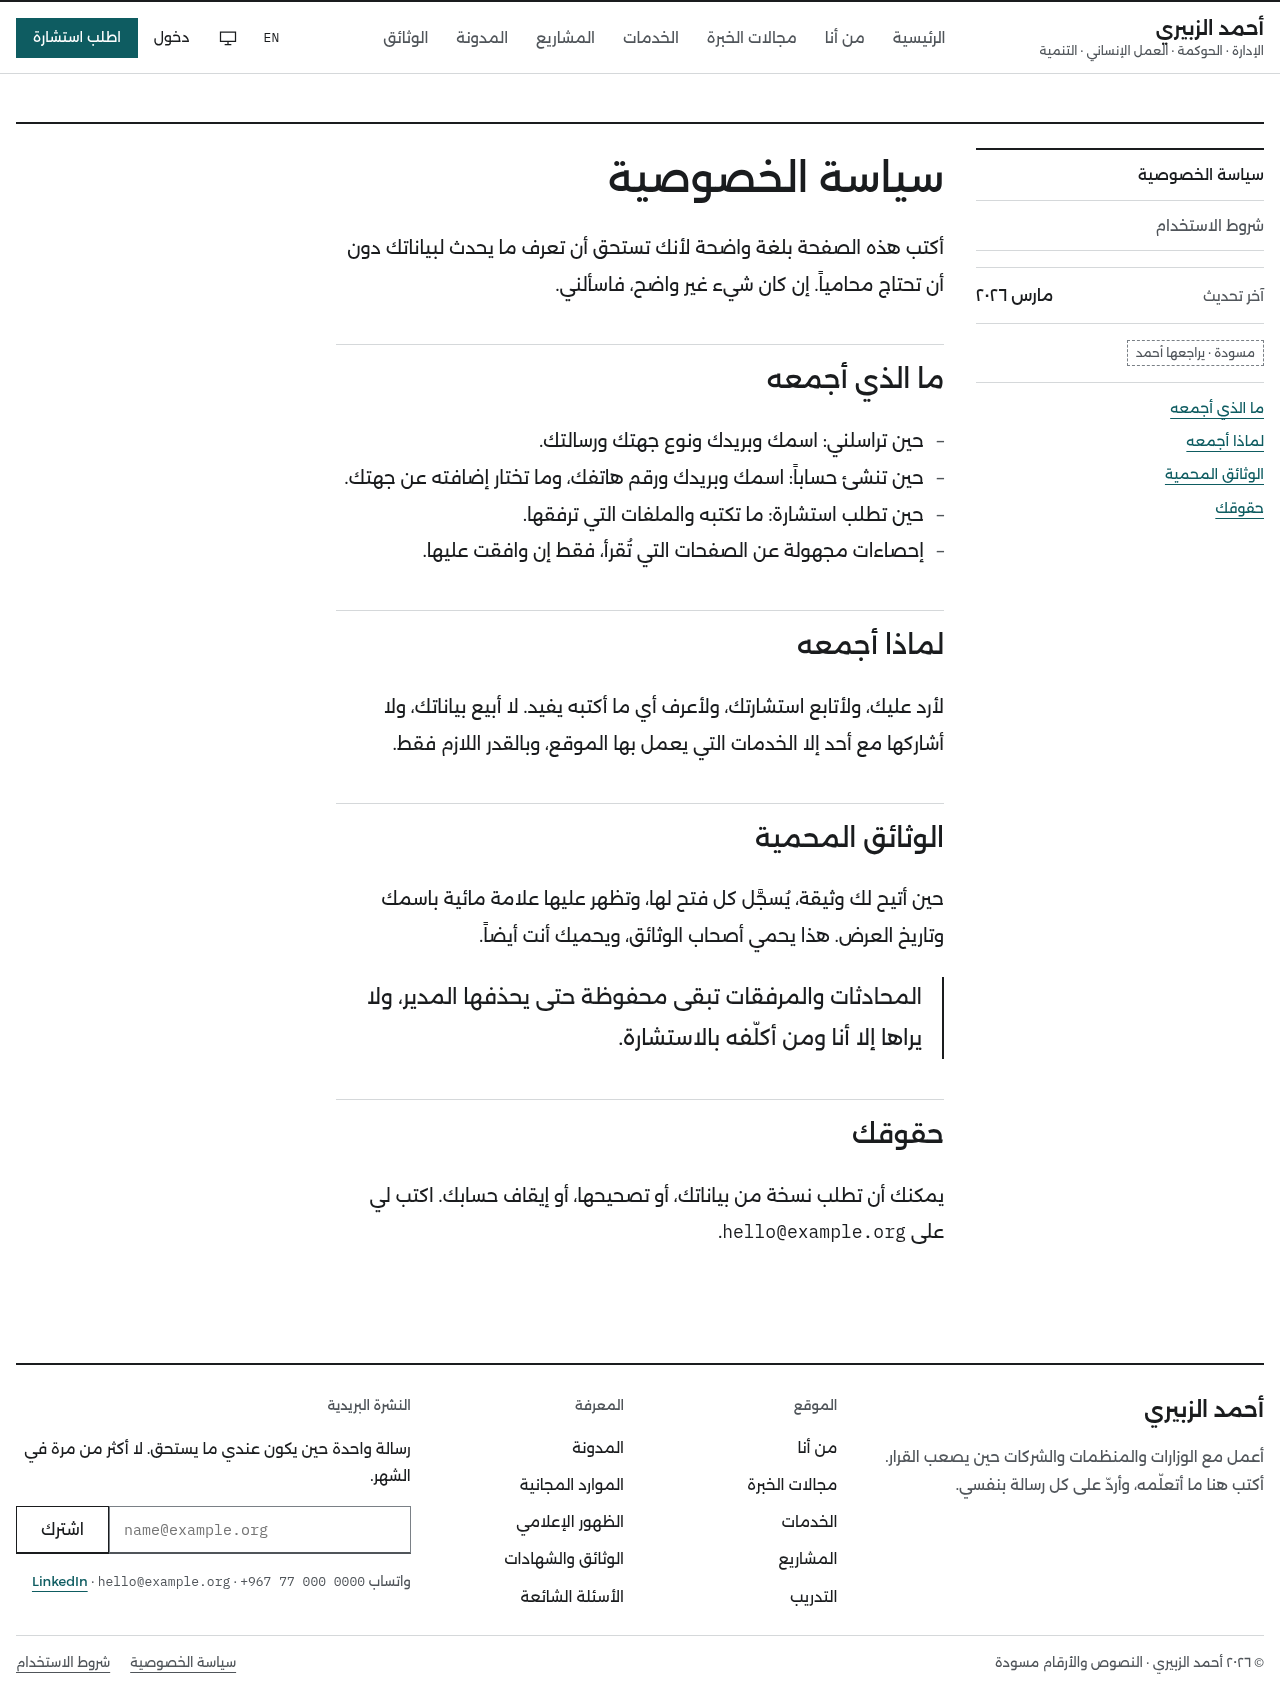 أحمد الزبيري
الإدارة · الحوكمة · العمل الإنساني · التنمية
الرئيسية
من أنا
مجالات الخبرة
الخدمات
المشاريع
المدونة
الوثائق
EN
دخول
اطلب استشارة
سياسة الخصوصية
شروط الاستخدام
آخر تحديث
مارس ٢٠٢٦
مسودة · يراجعها أحمد
ما الذي أجمعه
لماذا أجمعه
الوثائق المحمية
حقوقك
سياسة الخصوصية
أكتب هذه الصفحة بلغة واضحة لأنك تستحق أن تعرف ما يحدث لبياناتك دون
أن تحتاج محامياً. إن كان شيء غير واضح، فاسألني.
ما الذي أجمعه
– حين تراسلني: اسمك وبريدك ونوع جهتك ورسالتك.
– حين تنشئ حساباً: اسمك وبريدك ورقم هاتفك، وما تختار إضافته عن جهتك.
– حين تطلب استشارة: ما تكتبه والملفات التي ترفقها.
– إحصاءات مجهولة عن الصفحات التي تُقرأ، فقط إن وافقت عليها.
لماذا أجمعه
لأرد عليك، ولأتابع استشارتك، ولأعرف أي ما أكتبه يفيد. لا أبيع بياناتك، ولا
أشاركها مع أحد إلا الخدمات التي يعمل بها الموقع، وبالقدر اللازم فقط.
الوثائق المحمية
حين أتيح لك وثيقة، يُسجَّل كل فتح لها، وتظهر عليها علامة مائية باسمك
وتاريخ العرض. هذا يحمي أصحاب الوثائق، ويحميك أنت أيضاً.
المحادثات والمرفقات تبقى محفوظة حتى يحذفها المدير، ولا
يراها إلا أنا ومن أكلّفه بالاستشارة.
حقوقك
يمكنك أن تطلب نسخة من بياناتك، أو تصحيحها، أو إيقاف حسابك. اكتب لي
على hello@example.org.
أحمد الزبيري
أعمل مع الوزارات والمنظمات والشركات حين يصعب القرار.
أكتب هنا ما أتعلّمه، وأردّ على كل رسالة بنفسي.
الموقع
من أنا
مجالات الخبرة
الخدمات
المشاريع
التدريب
المعرفة
المدونة
الموارد المجانية
الظهور الإعلامي
الوثائق والشهادات
الأسئلة الشائعة
النشرة البريدية
رسالة واحدة حين يكون عندي ما يستحق. لا أكثر من مرة في
الشهر.
name@example.org
اشترك
واتساب +967 77 000 0000 · hello@example.org · LinkedIn
© ٢٠٢٦ أحمد الزبيري · النصوص والأرقام مسودة
سياسة الخصوصية
شروط الاستخدام